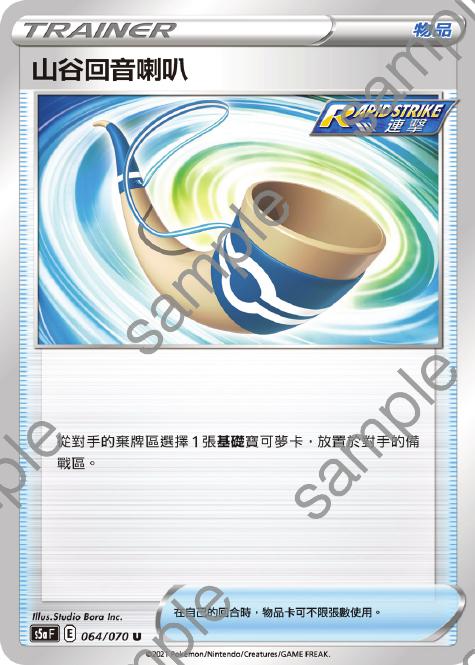 TRAINER 物品
山谷回音喇叭
RAPID STRIKE
連擊
從對手的棄牌區選擇1張基礎寶可夢卡，放置於對手的備
戰區。
Illus.Studio Bora Inc.
在自己的回合時，物品卡可不限張數使用。
s5a F E 064/070 U
©2021 Pokémon/Nintendo/Creatures/GAME FREAK.
sample
sample
sample
sample
sample
sample